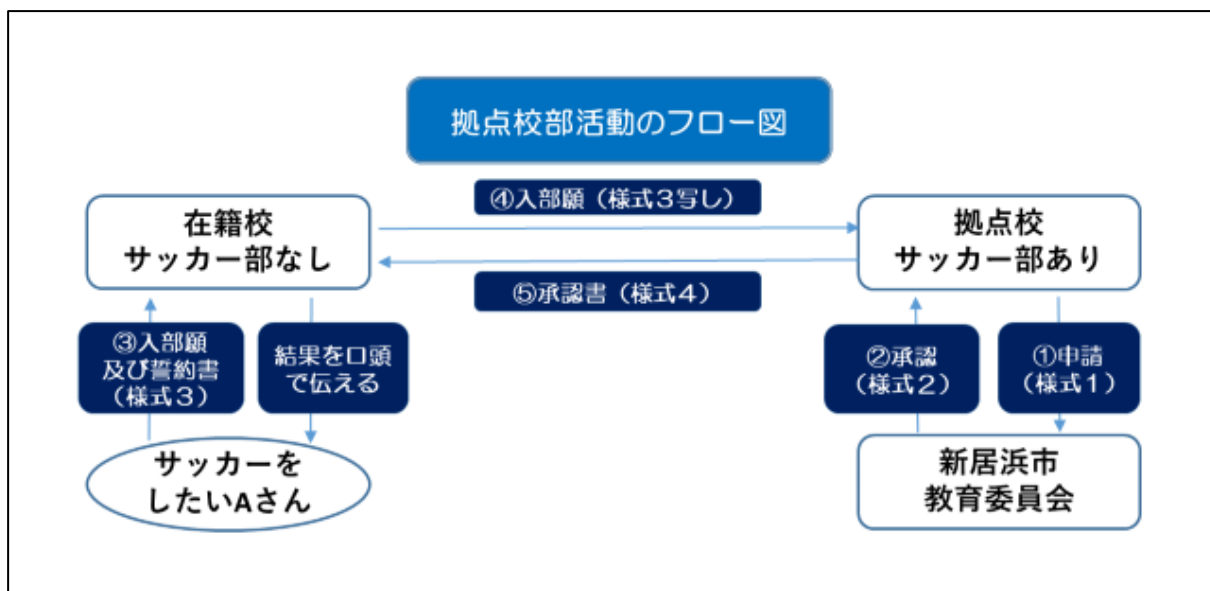 拠点校部活動のフロー図
④入部願（様式３写し）
在籍校
サッカー部なし
拠点校
サッカー部あり
⑤承認書（様式４）
③入部願
及び誓約書
（様式３）
結果を口頭
で伝える
②承認
（様式２）
①申請
（様式１）
サッカーを
したいAさん
新居浜市
教育委員会